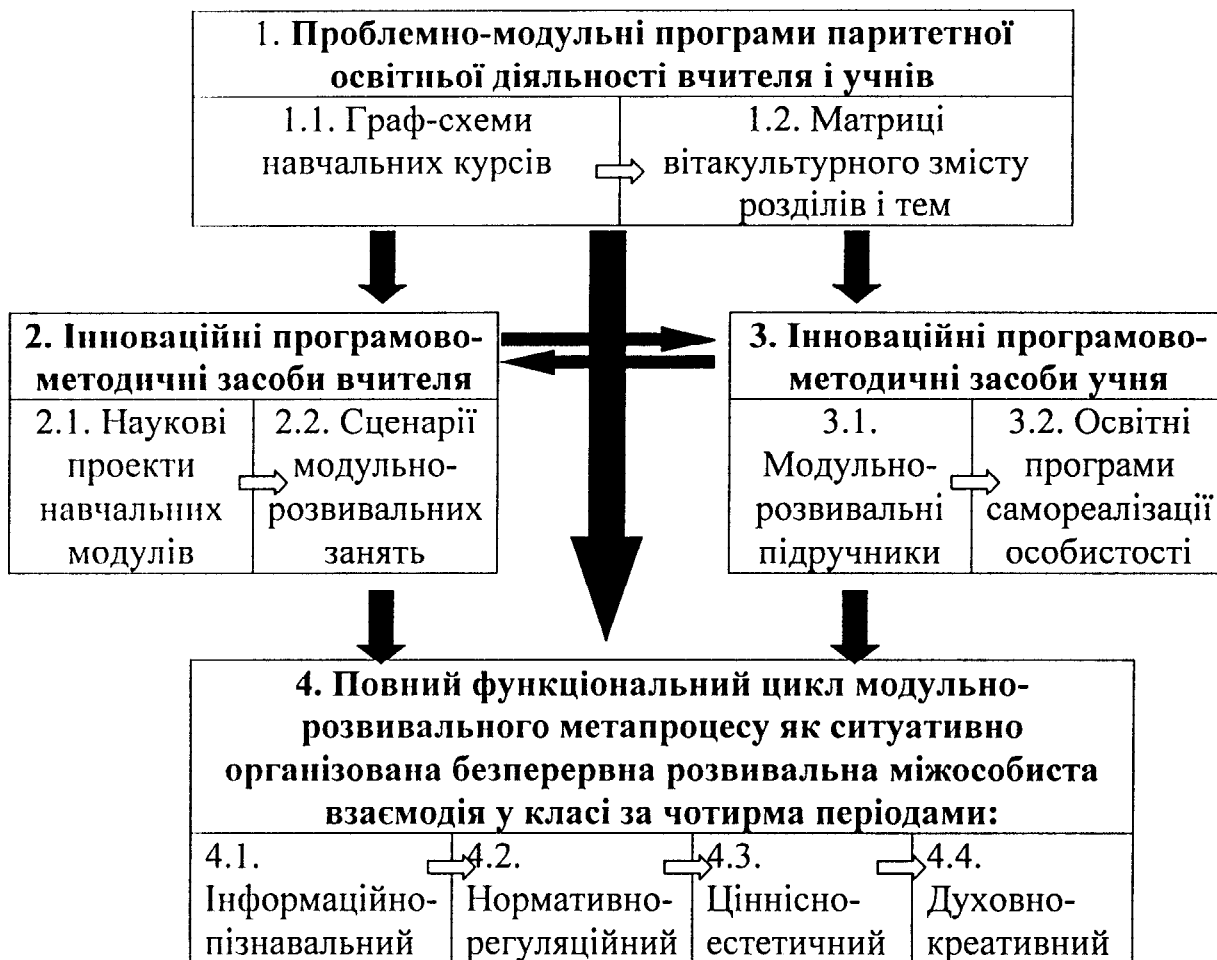 1. Проблемно-модульні програми паритетної
освітньої діяльності вчителя і учнів
1.1. Граф-схеми
навчальних курсів
1.2. Матриці
вітакультурного змісту
розділів і тем
2. Інноваційні програмово-
методичні засоби вчителя
2.1. Наукові
проекти
навчальних
модулів
2.2. Сценарії
модульно-
розвивальних
занять
3. Інноваційні програмово-
методичні засоби учня
3.1.
Модульно-
розвивальні
підручники
3.2. Освітні
програми
самореалізації
особистості
4. Повний функціональний цикл модульно-
розвивального метапроцесу як ситуативно
організована безперервна розвивальна міжособиста
взаємодія у класі за чотирма періодами:
4.1.
Інформаційно-
пізнавальний
4.2.
Нормативно-
регуляційний
4.3.
Ціннісно-
естетичний
4.4.
Духовно-
креативний